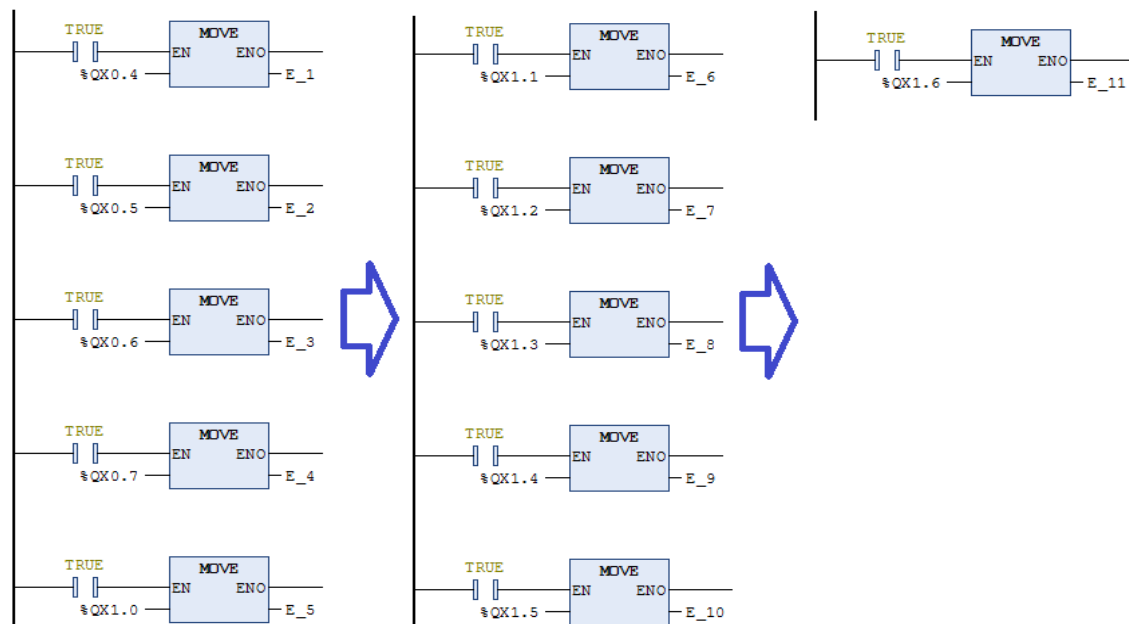 TRUE
MOVE
EN ENO
%QX0.4 E_1
TRUE
MOVE
EN ENO
%QX0.5 E_2
TRUE
MOVE
EN ENO
%QX0.6 E_3
TRUE
MOVE
EN ENO
%QX0.7 E_4
TRUE
MOVE
EN ENO
%QX1.0 E_5
TRUE
MOVE
EN ENO
%QX1.1 E_6
TRUE
MOVE
EN ENO
%QX1.2 E_7
TRUE
MOVE
EN ENO
%QX1.3 E_8
TRUE
MOVE
EN ENO
%QX1.4 E_9
TRUE
MOVE
EN ENO
%QX1.5 E_10
TRUE
MOVE
EN ENO
%QX1.6 E_11